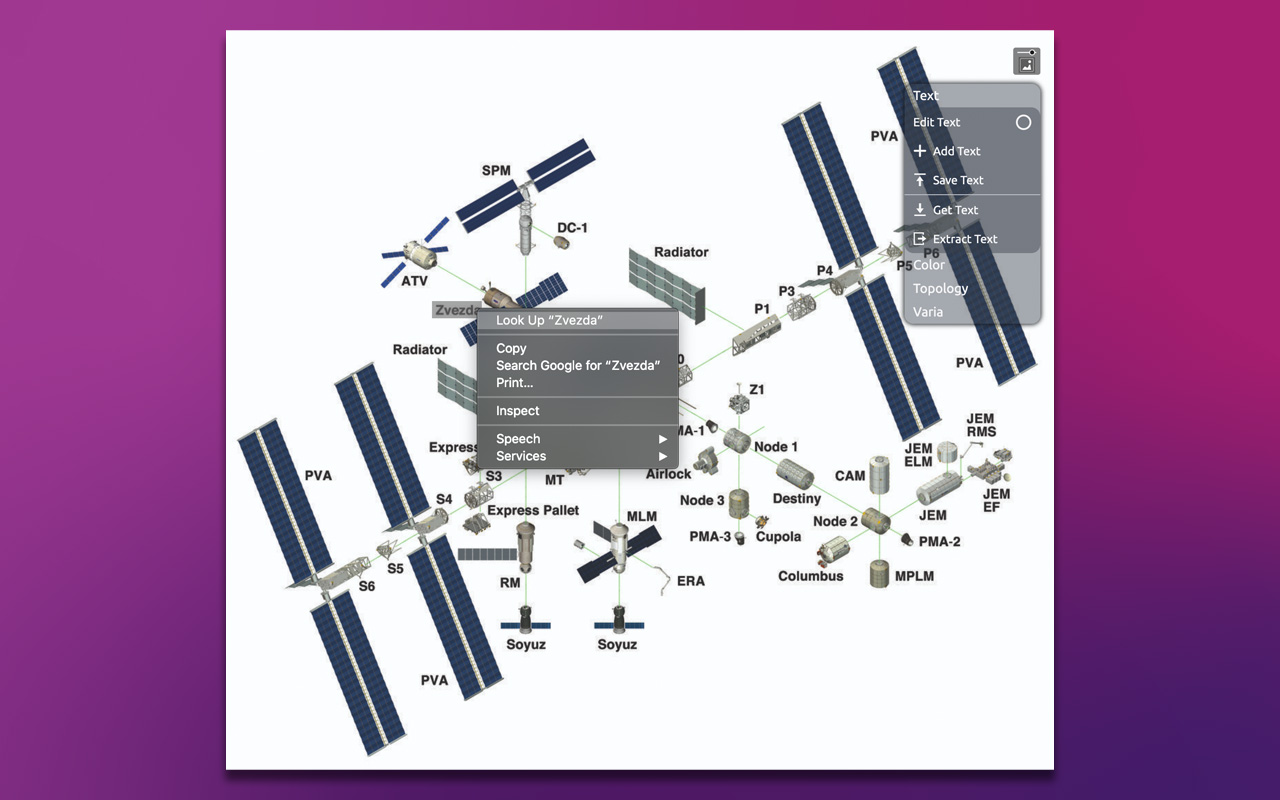 Text
Edit Text
Add Text
Save Text
Get Text
Extract Text
Color
Topology
Varia
PVA
SPM
DC-1
Radiator
ATV
P6
P5
P4
P3
P1
Zvezda
Look Up “Zvezda”
Copy
Search Google for “Zvezda”
Print...
Inspect
Speech
Services
Radiator
0
PVA
Z1
MA-1
Node 1
JEM
RMS
JEM
ELM
Express
Airlock
CAM
PVA
S3
MT
Destiny
JEM
EF
S4
Express Pallet
Node 3
JEM
MLM
Node 2
PMA-3
Cupola
PMA-2
S5
S6
RM
ERA
Columbus
MPLM
Soyuz
Soyuz
PVA